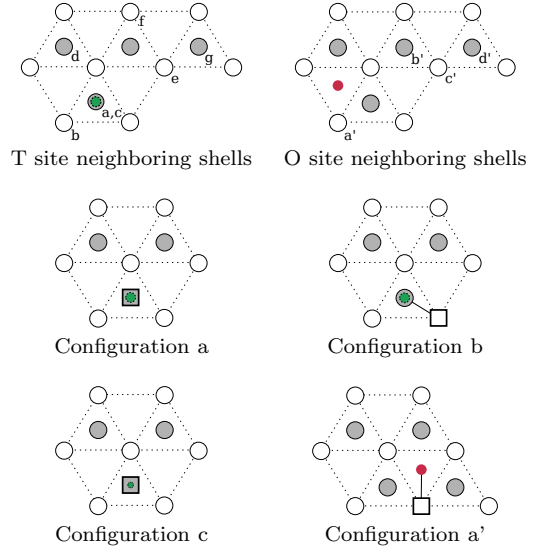 f
d
g
b'
d'
e
c'
a,c
b
a'
T site neighboring shells
O site neighboring shells
Configuration a
Configuration b
Configuration c
Configuration a'